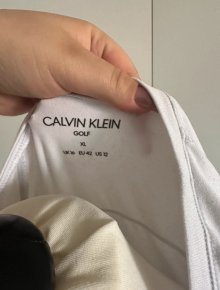 CALVIN KLEIN
GOLF
XL
UK 16 EU 42 US 12